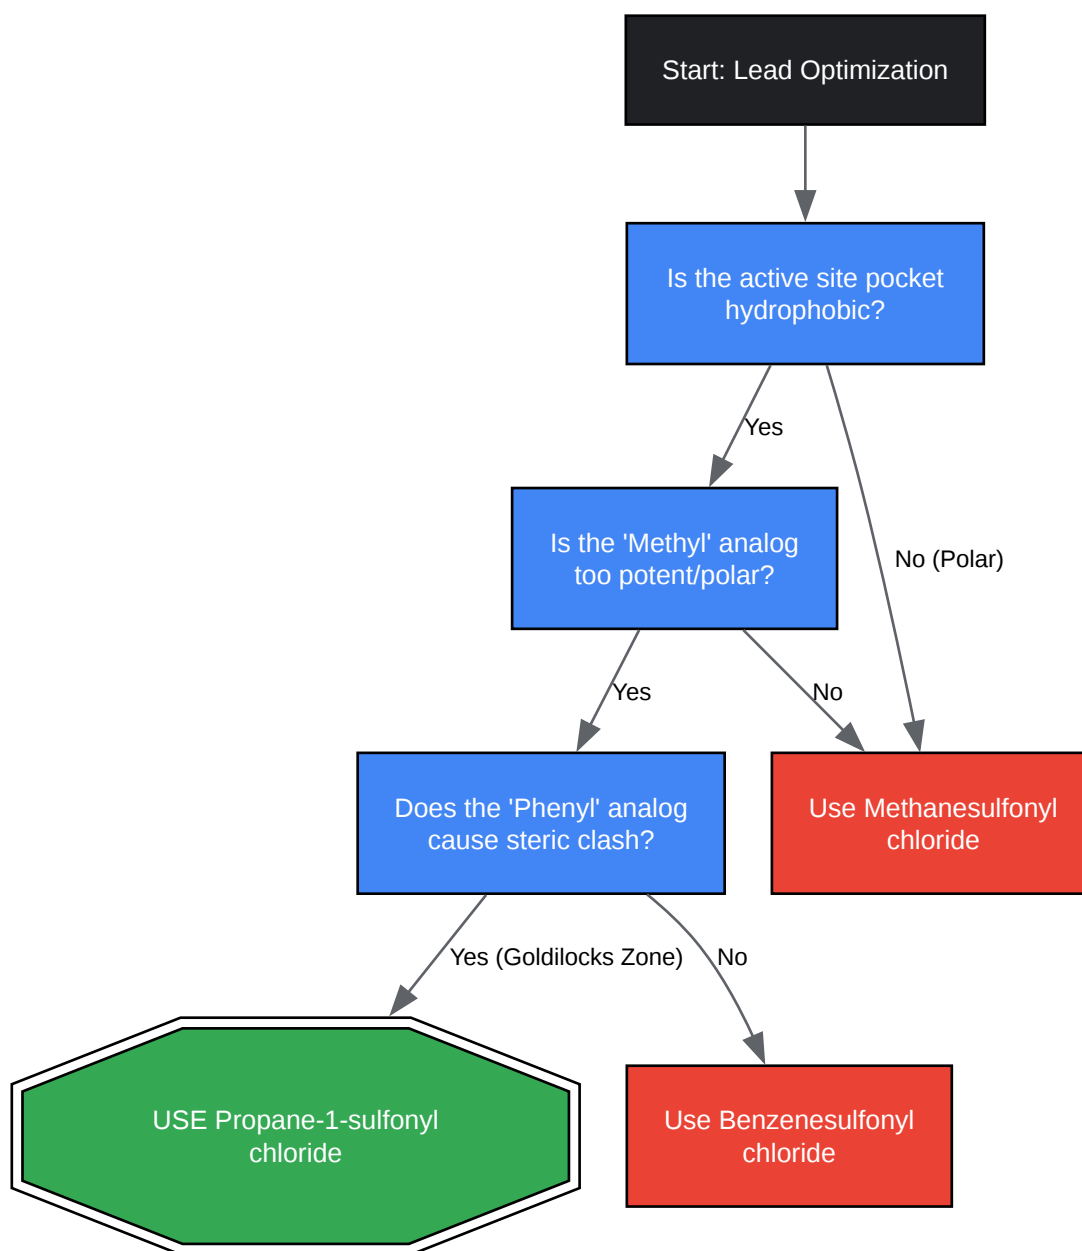 Start: Lead Optimization
Is the active site pocket
hydrophobic?
Yes
No (Polar)
Is the 'Methyl' analog
too potent/polar?
Yes
No
Does the 'Phenyl' analog
cause steric clash?
Use Methanesulfonyl
chloride
Yes (Goldilocks Zone)
No
USE Propane-1-sulfonyl
chloride
Use Benzenesulfonyl
chloride